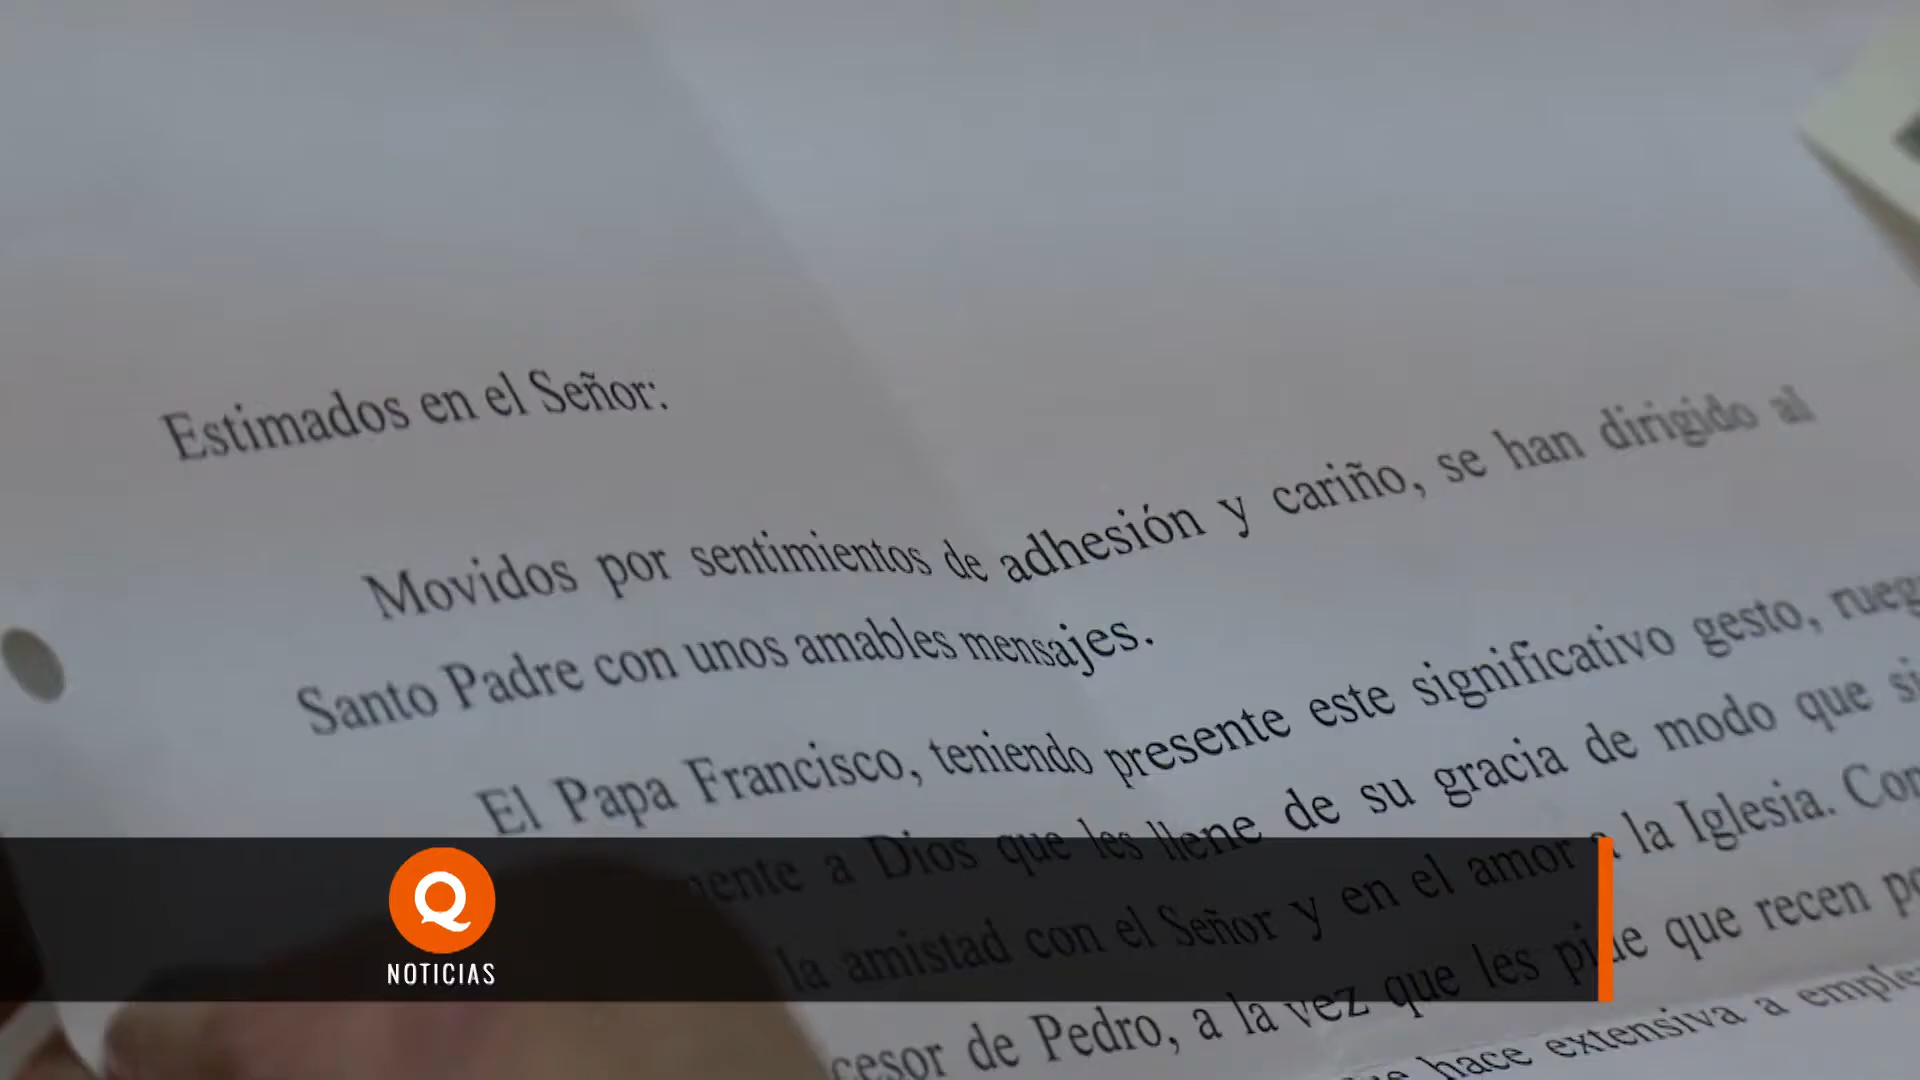 Estimados en el Señor:
Movidos por sentimientos de adhesión y cariño, se han dirigido al
Santo Padre con unos amables mensajes.
El Papa Francisco, teniendo presente este significativo gesto,
a Dios que les llene de su gracia de modo que
la amistad con el Señor y en el amor a la Iglesia.
de Pedro, a la vez que les pide que recen
hace extensiva a
Q
NOTICIAS